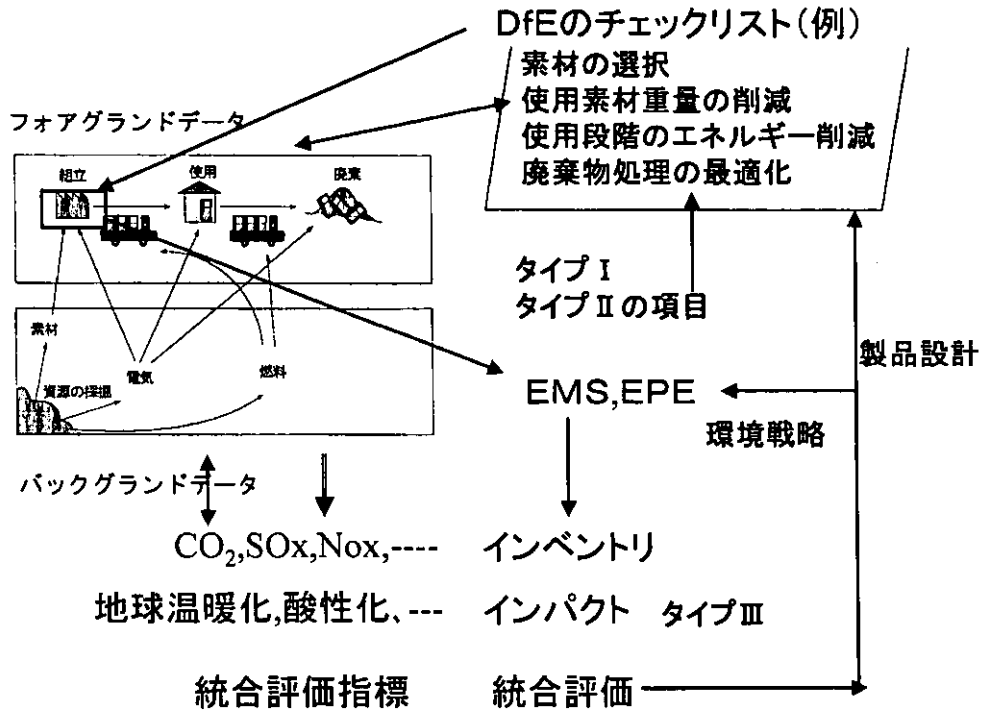 DfEのチェックリスト(例)
素材の選択
使用素材重量の削減
使用段階のエネルギー削減
廃棄物処理の最適化
フォアグランドデータ
組立
使用
廃棄
タイプⅠ
タイプⅡの項目
素材
電気
燃料
資源の採掘
製品設計
EMS,EPE
環境戦略
バックグランドデータ
CO₂,SOx,Nox,---- インベントリ
地球温暖化,酸性化、--- インパクト タイプⅢ
統合評価指標 統合評価